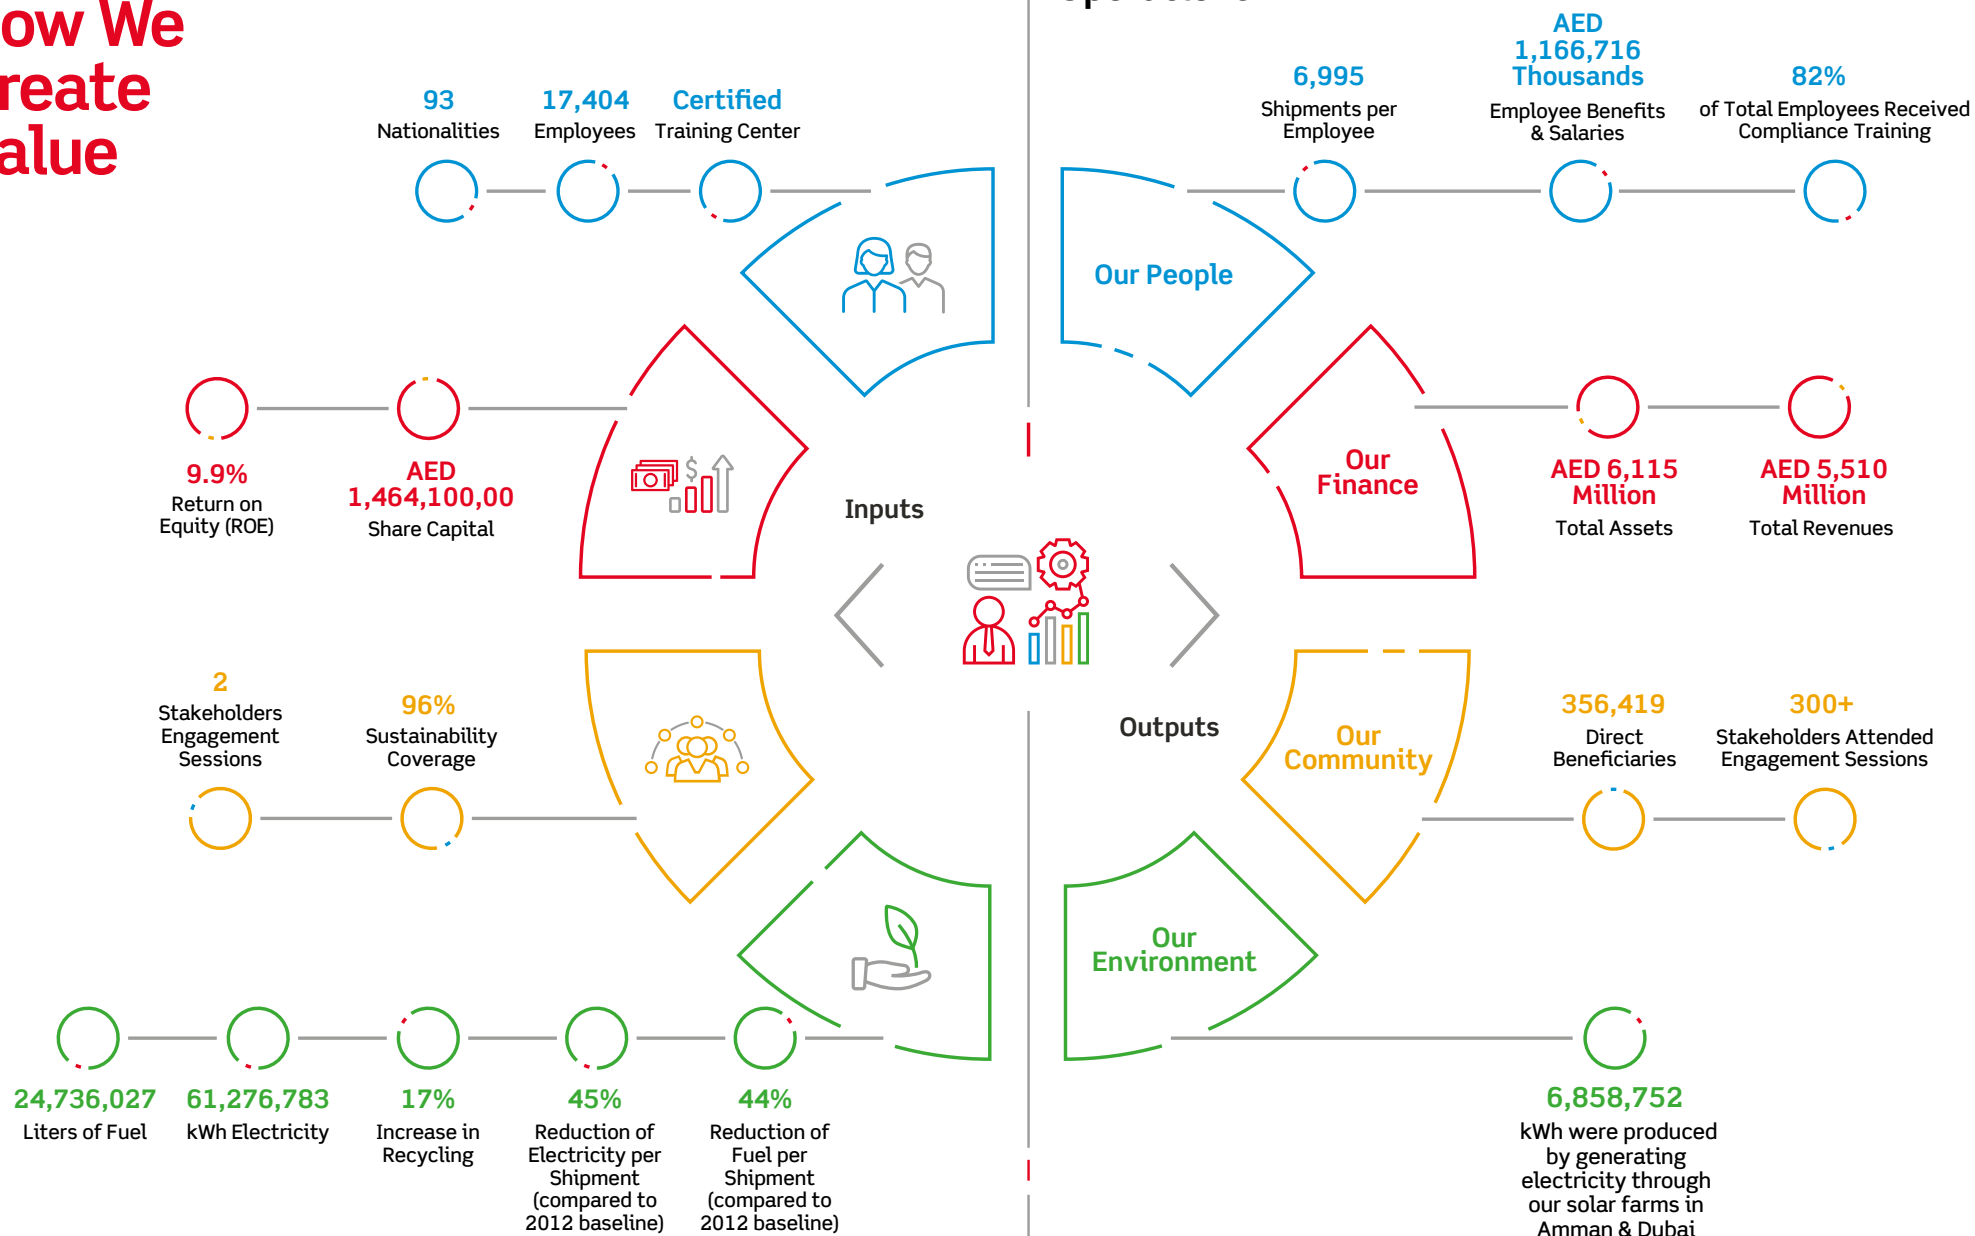 ow We
reate
alue
93
Nationalities
17,404
Employees
Certified
Training Center
6,995
Shipments per
Employee
AED
1,166,716
Thousands
Employee Benefits
& Salaries
82%
of Total Employees Received
Compliance Training
Our People
9.9%
Return on
Equity (ROE)
AED
1,464,100,00
Share Capital
$
Inputs
Our
Finance
AED 6,115
Million
Total Assets
AED 5,510
Million
Total Revenues
2
Stakeholders
Engagement
Sessions
96%
Sustainability
Coverage
Outputs
Our
Community
356,419
Direct
Beneficiaries
300+
Stakeholders Attended
Engagement Sessions
Our
Environment
24,736,027
Liters of Fuel
61,276,783
kWh Electricity
17%
Increase in
Recycling
45%
Reduction of
Electricity per
Shipment
(compared to
2012 baseline)
44%
Reduction of
Fuel per
Shipment
(compared to
2012 baseline)
6,858,752
kWh were produced
by generating
electricity through
our solar farms in
Amman & Dubai